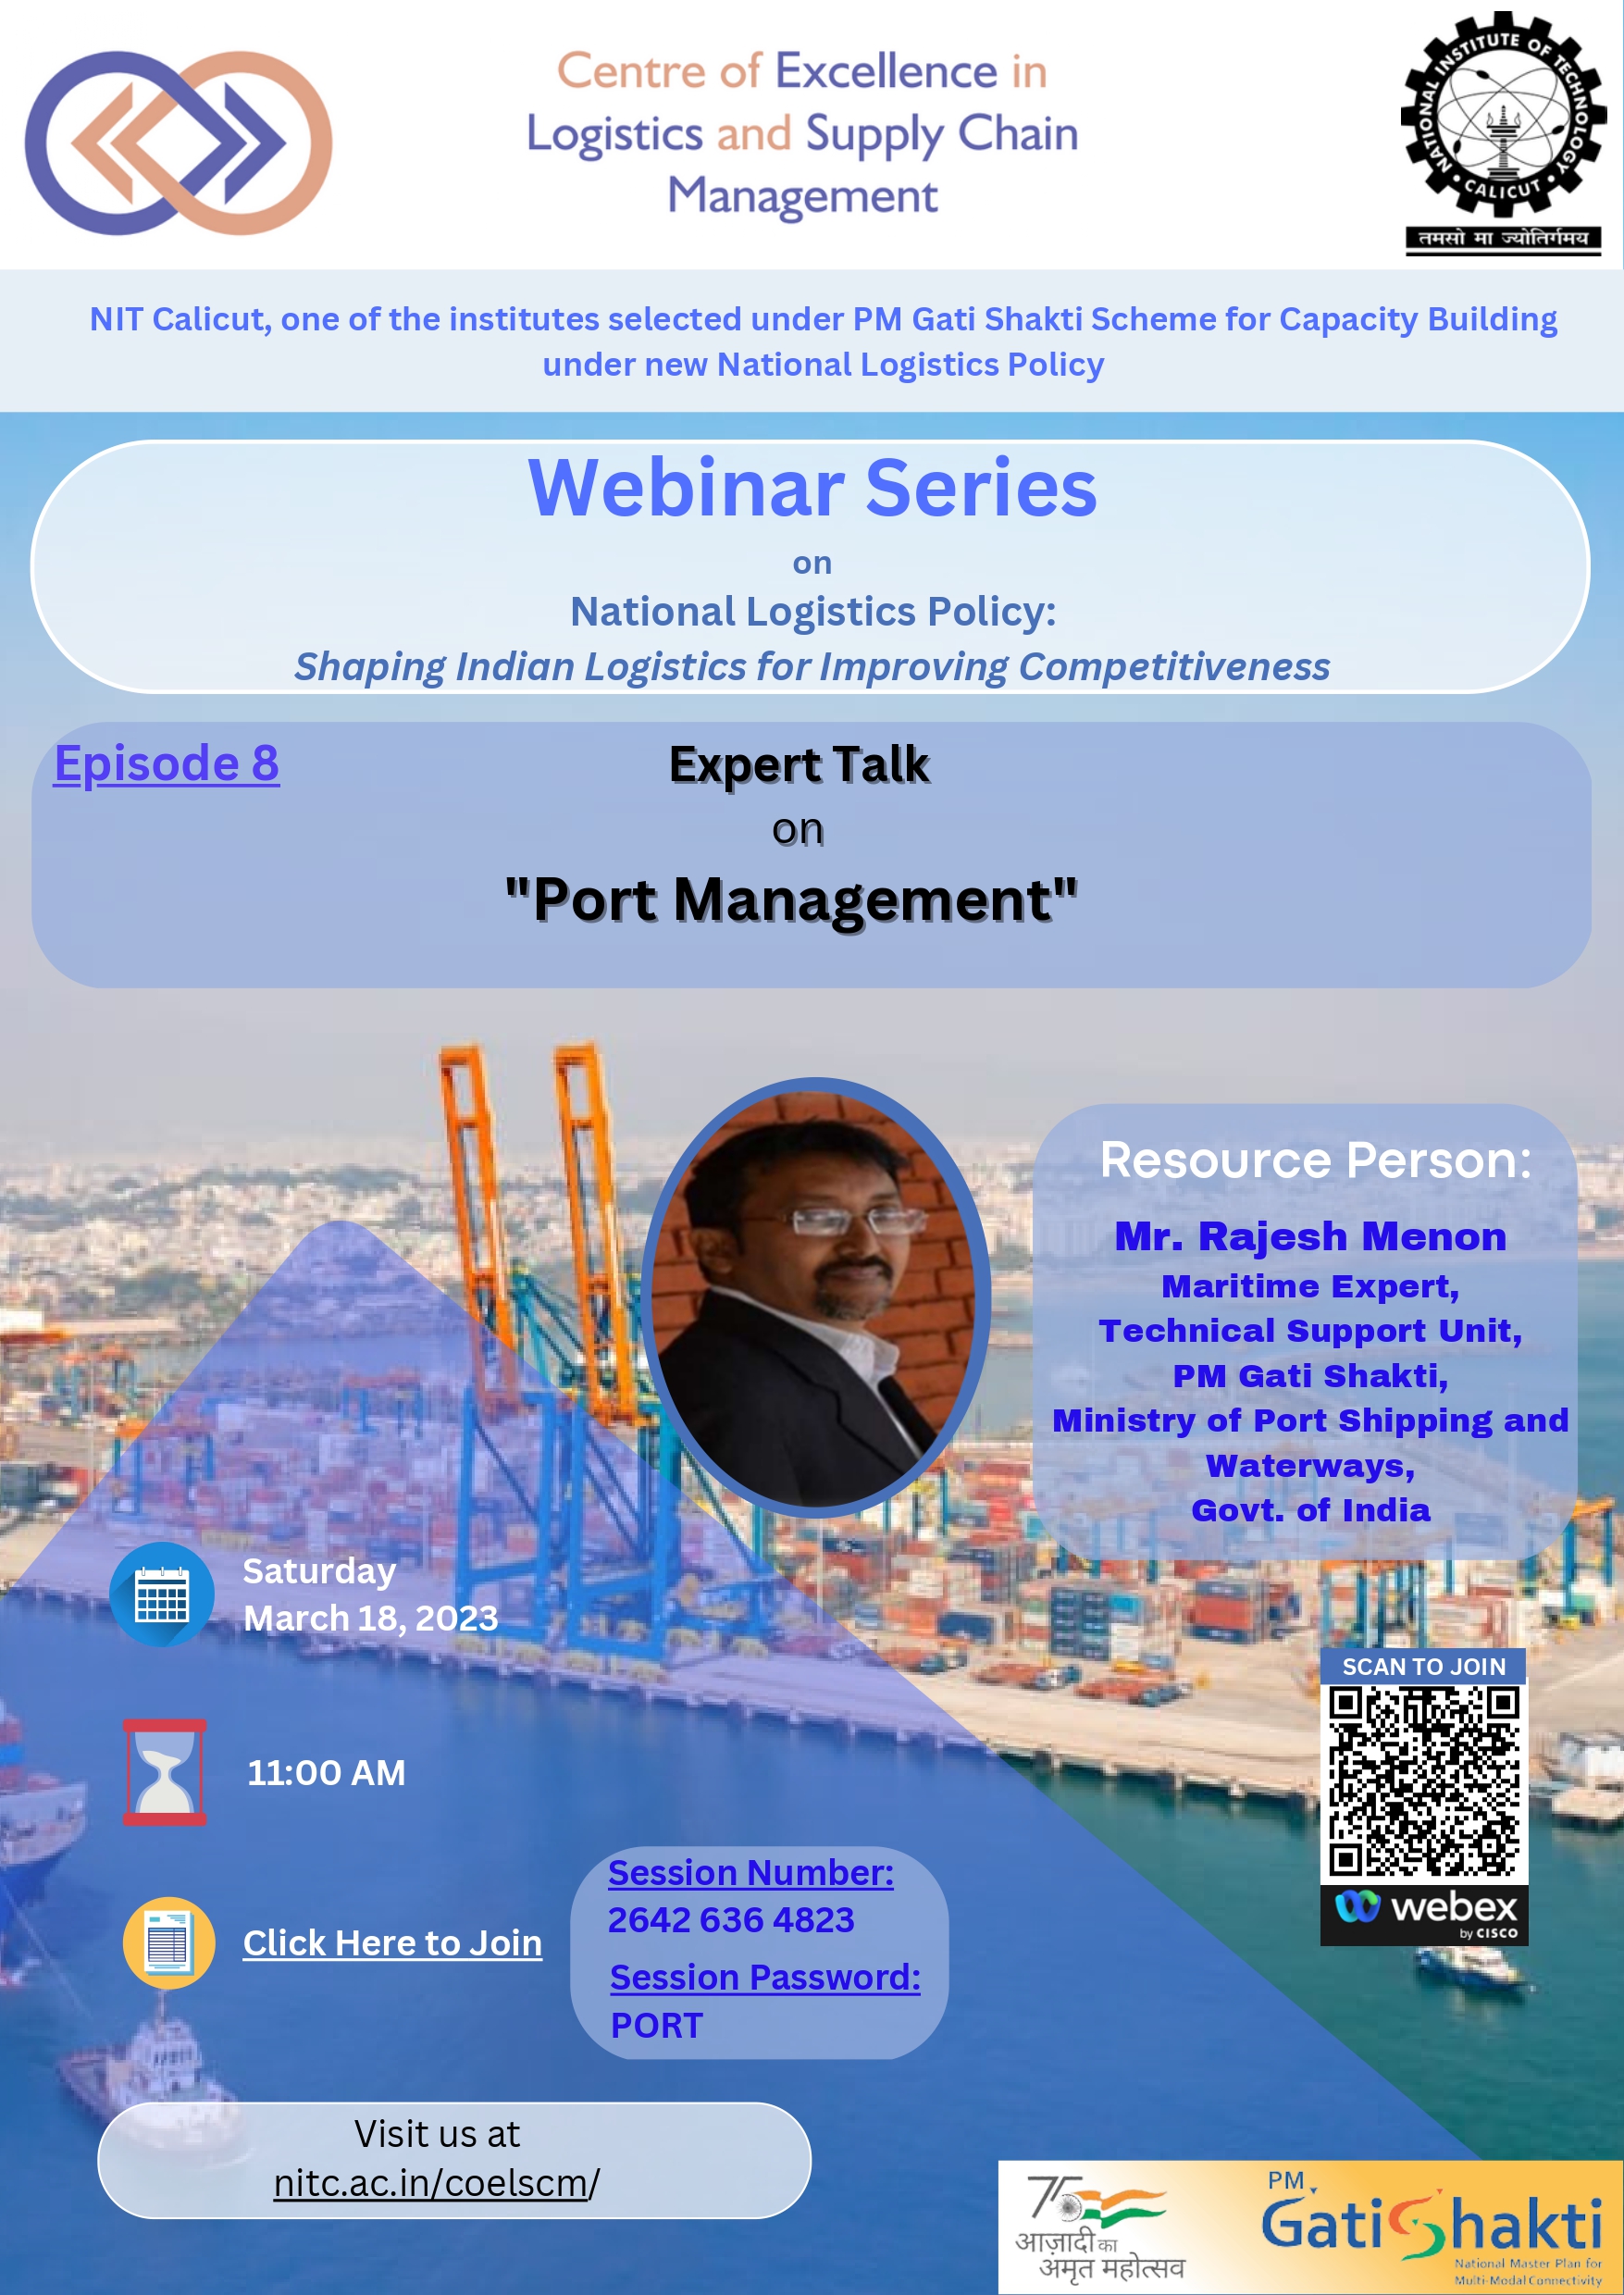 Centre of Excellence in
Logistics and Supply Chain
Management
NATIONAL INSTITUTE OF TECHNOLOGY
• CALICUT •
तमसो मा ज्योतिर्गमय
NIT Calicut, one of the institutes selected under PM Gati Shakti Scheme for Capacity Building
under new National Logistics Policy
Webinar Series
on
National Logistics Policy:
Shaping Indian Logistics for Improving Competitiveness
Episode 8
Expert Talk
on
"Port Management"
Resource Person:
Mr. Rajesh Menon
Maritime Expert,
Technical Support Unit,
PM Gati Shakti,
Ministry of Port Shipping and
Waterways,
Govt. of India
Saturday
March 18, 2023
11:00 AM
Click Here to Join
Session Number:
2642 636 4823
Session Password:
PORT
SCAN TO JOIN
webex
by CISCO
Visit us at
nitc.ac.in/coelscm/
75
आज़ादी का
अमृत महोत्सव
PM
GatiShakti
National Master Plan for
Multi-Modal Connectivity